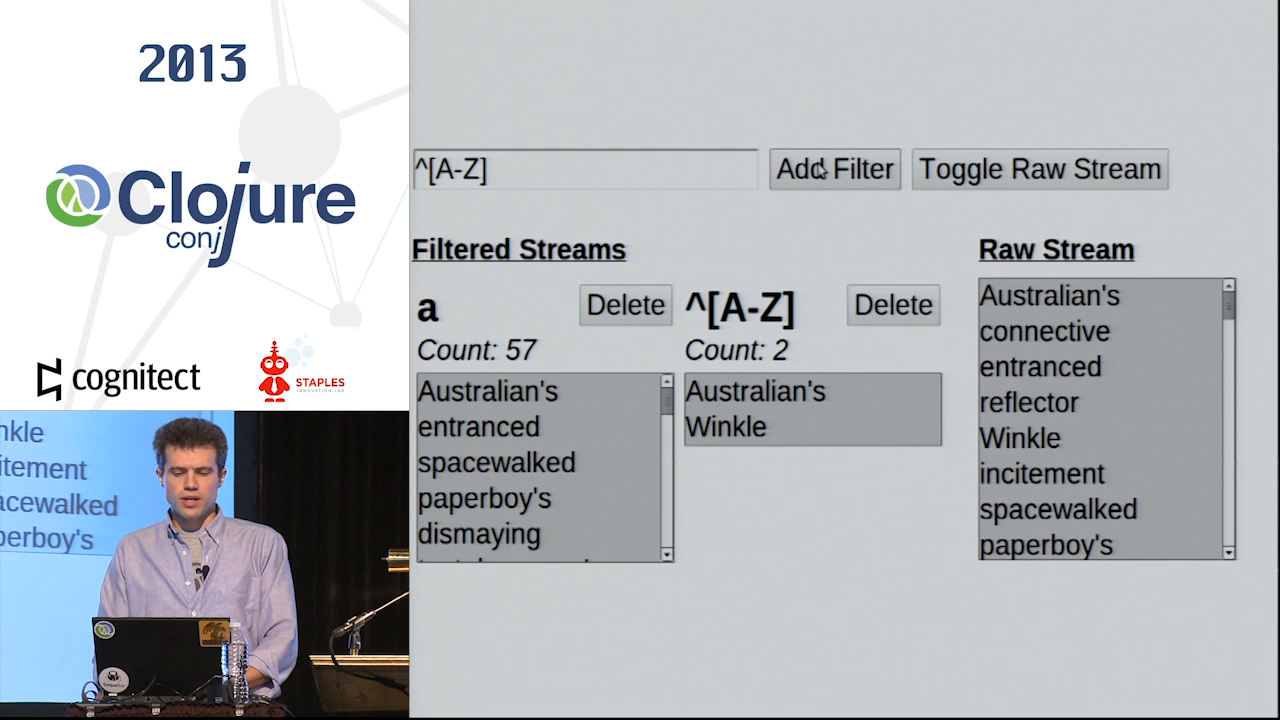 2013
Clojure
conj
cognitect
STAPLES
INNOVATION LAB
nkle
itement
acewalked
perboy's
^[A-Z]
Add Filter
Toggle Raw Stream
Filtered Streams
Raw Stream
a
Delete
^[A-Z]
Delete
Count: 57
Count: 2
Australian's
entranced
spacewalked
paperboy's
dismaying
Australian's
Winkle
Australian's
connective
entranced
reflector
Winkle
incitement
spacewalked
paperboy's